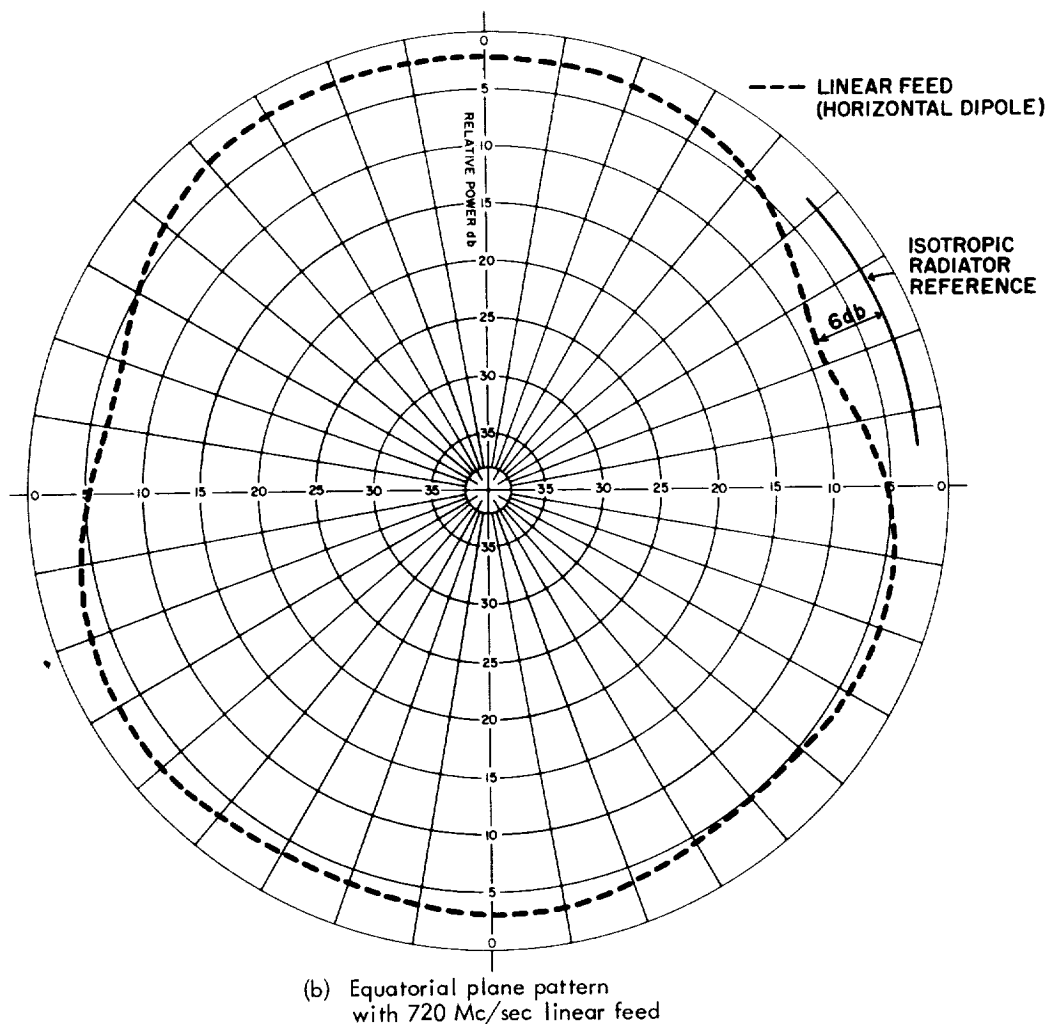 0
5
10
15
20
25
30
35
RELATIVE POWER db
LINEAR FEED
(HORIZONTAL DIPOLE)
ISOTROPIC
RADIATOR
REFERENCE
6db
0 5 10 15 20 25 30 35 35 30 25 20 15 10 5 0
35
30
25
20
15
10
5
0
(b) Equatorial plane pattern
with 720 Mc/sec linear feed